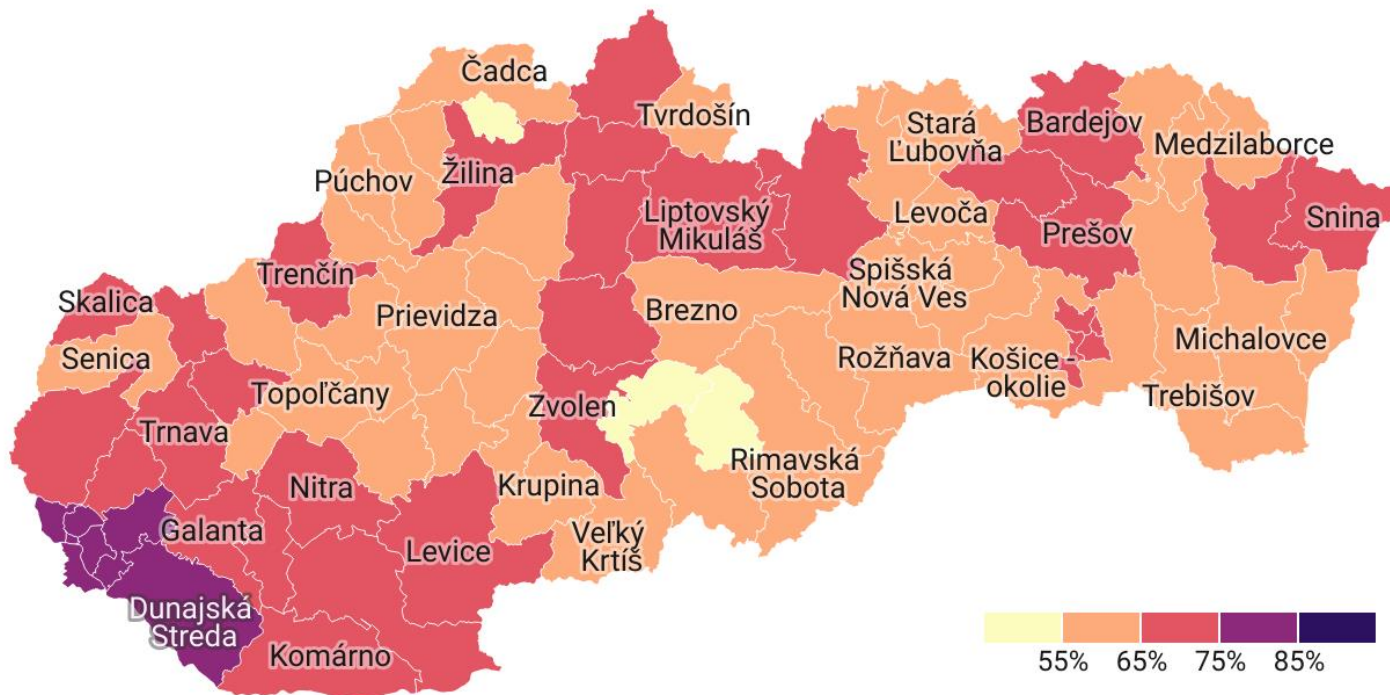 Čadca
Tvrdošín
Stará
Ľubovňa
Bardejov
Medzilaborce
Púchov
Žilina
Liptovský
Mikuláš
Levoča
Prešov
Snina
Trenčín
Skalica
Prievidza
Brezno
Spišská
Nová Ves
Senica
Rožňava
Košice -
okolie
Michalovce
Topoľčany
Trebišov
Zvolen
Trnava
Rimavská
Sobota
Nitra
Krupina
Galanta
Levice
Veľký
Krtíš
Dunajská
Streda
Komárno
55% 65% 75% 85%